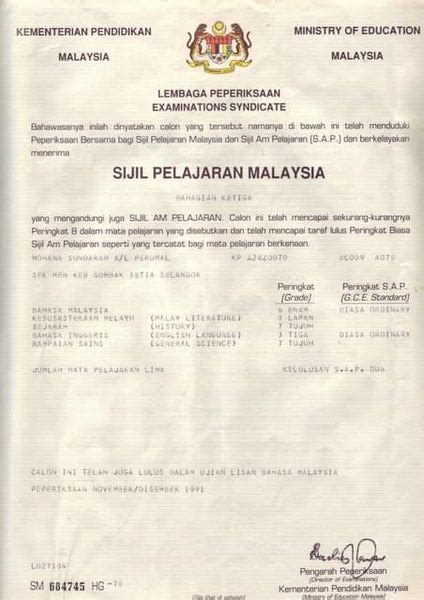 KEMENTERIAN PENDIDIKAN MINISTRY OF EDUCATION
MALAYSIA MALAYSIA
LEMBAGA PEPERIKSAAN
EXAMINATIONS SYNDICATE
Bahawasanya inilah dinyatakan calon yang tersebut namanya di bawah ini telah menduduki
Peperiksaan Bersama bagi Sijil Pelajaran Malaysia dan Sijil Am Pelajaran (S.A.P.) dan berkelayakan
menerima
SIJIL PELAJARAN MALAYSIA
BAHAGIAN KETIGA
yang mengandungi juga SIJIL AM PELAJARAN. Calon ini telah mencapai sekurang-kurangnya
Peringkat B dalam mata pelajaran yang disebutkan dan telah mencapai taraf lulus Peringkat Biasa
Sijil Am Pelajaran seperti yang tercatat bagi mata pelajaran berkenaan.
MOHANA SUNDARAM A/L PERUMAL KP A2620070 BC009 A070
SEK MEN KEB GOMBAK SETIA SELANGOR
Peringkat Peringkat S.A.P.
(Grade) (G.C.E. Standard)
BAHASA MALAYSIA 6 ENAM BIASA ORDINARY
KESUSASTERAAN MELAYU (MALAY LITERATURE) 8 LAPAN
SEJARAH (HISTORY) 7 TUJUH
BAHASA INGGERIS (ENGLISH LANGUAGE) 3 TIGA BIASA ORDINARY
RAMPAIAN SAINS (GENERAL SCIENCE) 7 TUJUH
JUMLAH MATA PELAJARAN LIMA KELULUSAN S.A.P. DUA
CALON INI TELAH JUGA LULUS DALAM UJIAN LISAN BAHASA MALAYSIA
PEPERIKSAAN NOVEMBER/DISEMBER 1991
L027184
Pengarah Peperiksaan
(Director of Examinations)
SM 684745 HG -78 Kementerian Pendidikan Malaysia
(Ministry of Education Malaysia)